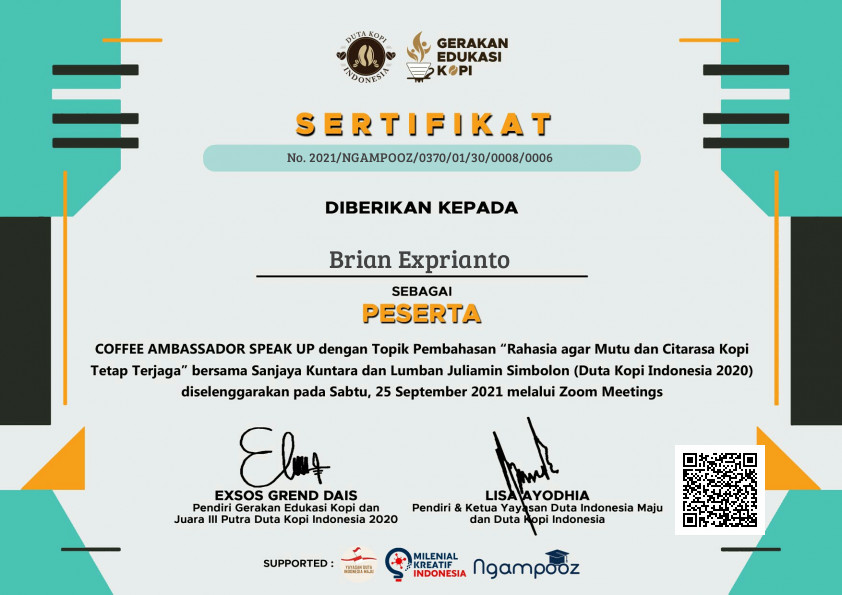 DUTA KOPI
INDONESIA
GERAKAN
EDUKASI
KOPI
SERTIFIKAT
No. 2021/NGAMPOOZ/0370/01/30/0008/0006
DIBERIKAN KEPADA
Brian Exprianto
SEBAGAI
PESERTA
COFFEE AMBASSADOR SPEAK UP dengan Topik Pembahasan “Rahasia agar Mutu dan Citarasa Kopi
Tetap Terjaga” bersama Sanjaya Kuntara dan Lumban Juliamin Simbolon (Duta Kopi Indonesia 2020)
diselenggarakan pada Sabtu, 25 September 2021 melalui Zoom Meetings
EXSOS GREND DAIS
Pendiri Gerakan Edukasi Kopi dan
Juara III Putra Duta Kopi Indonesia 2020
LISA AYODHIA
Pendiri & Ketua Yayasan Duta Indonesia Maju
dan Duta Kopi Indonesia
SUPPORTED :
YAYASAN DUTA
INDONESIA MAJU
MILENIAL
KREATIF
INDONESIA
Ngampooz